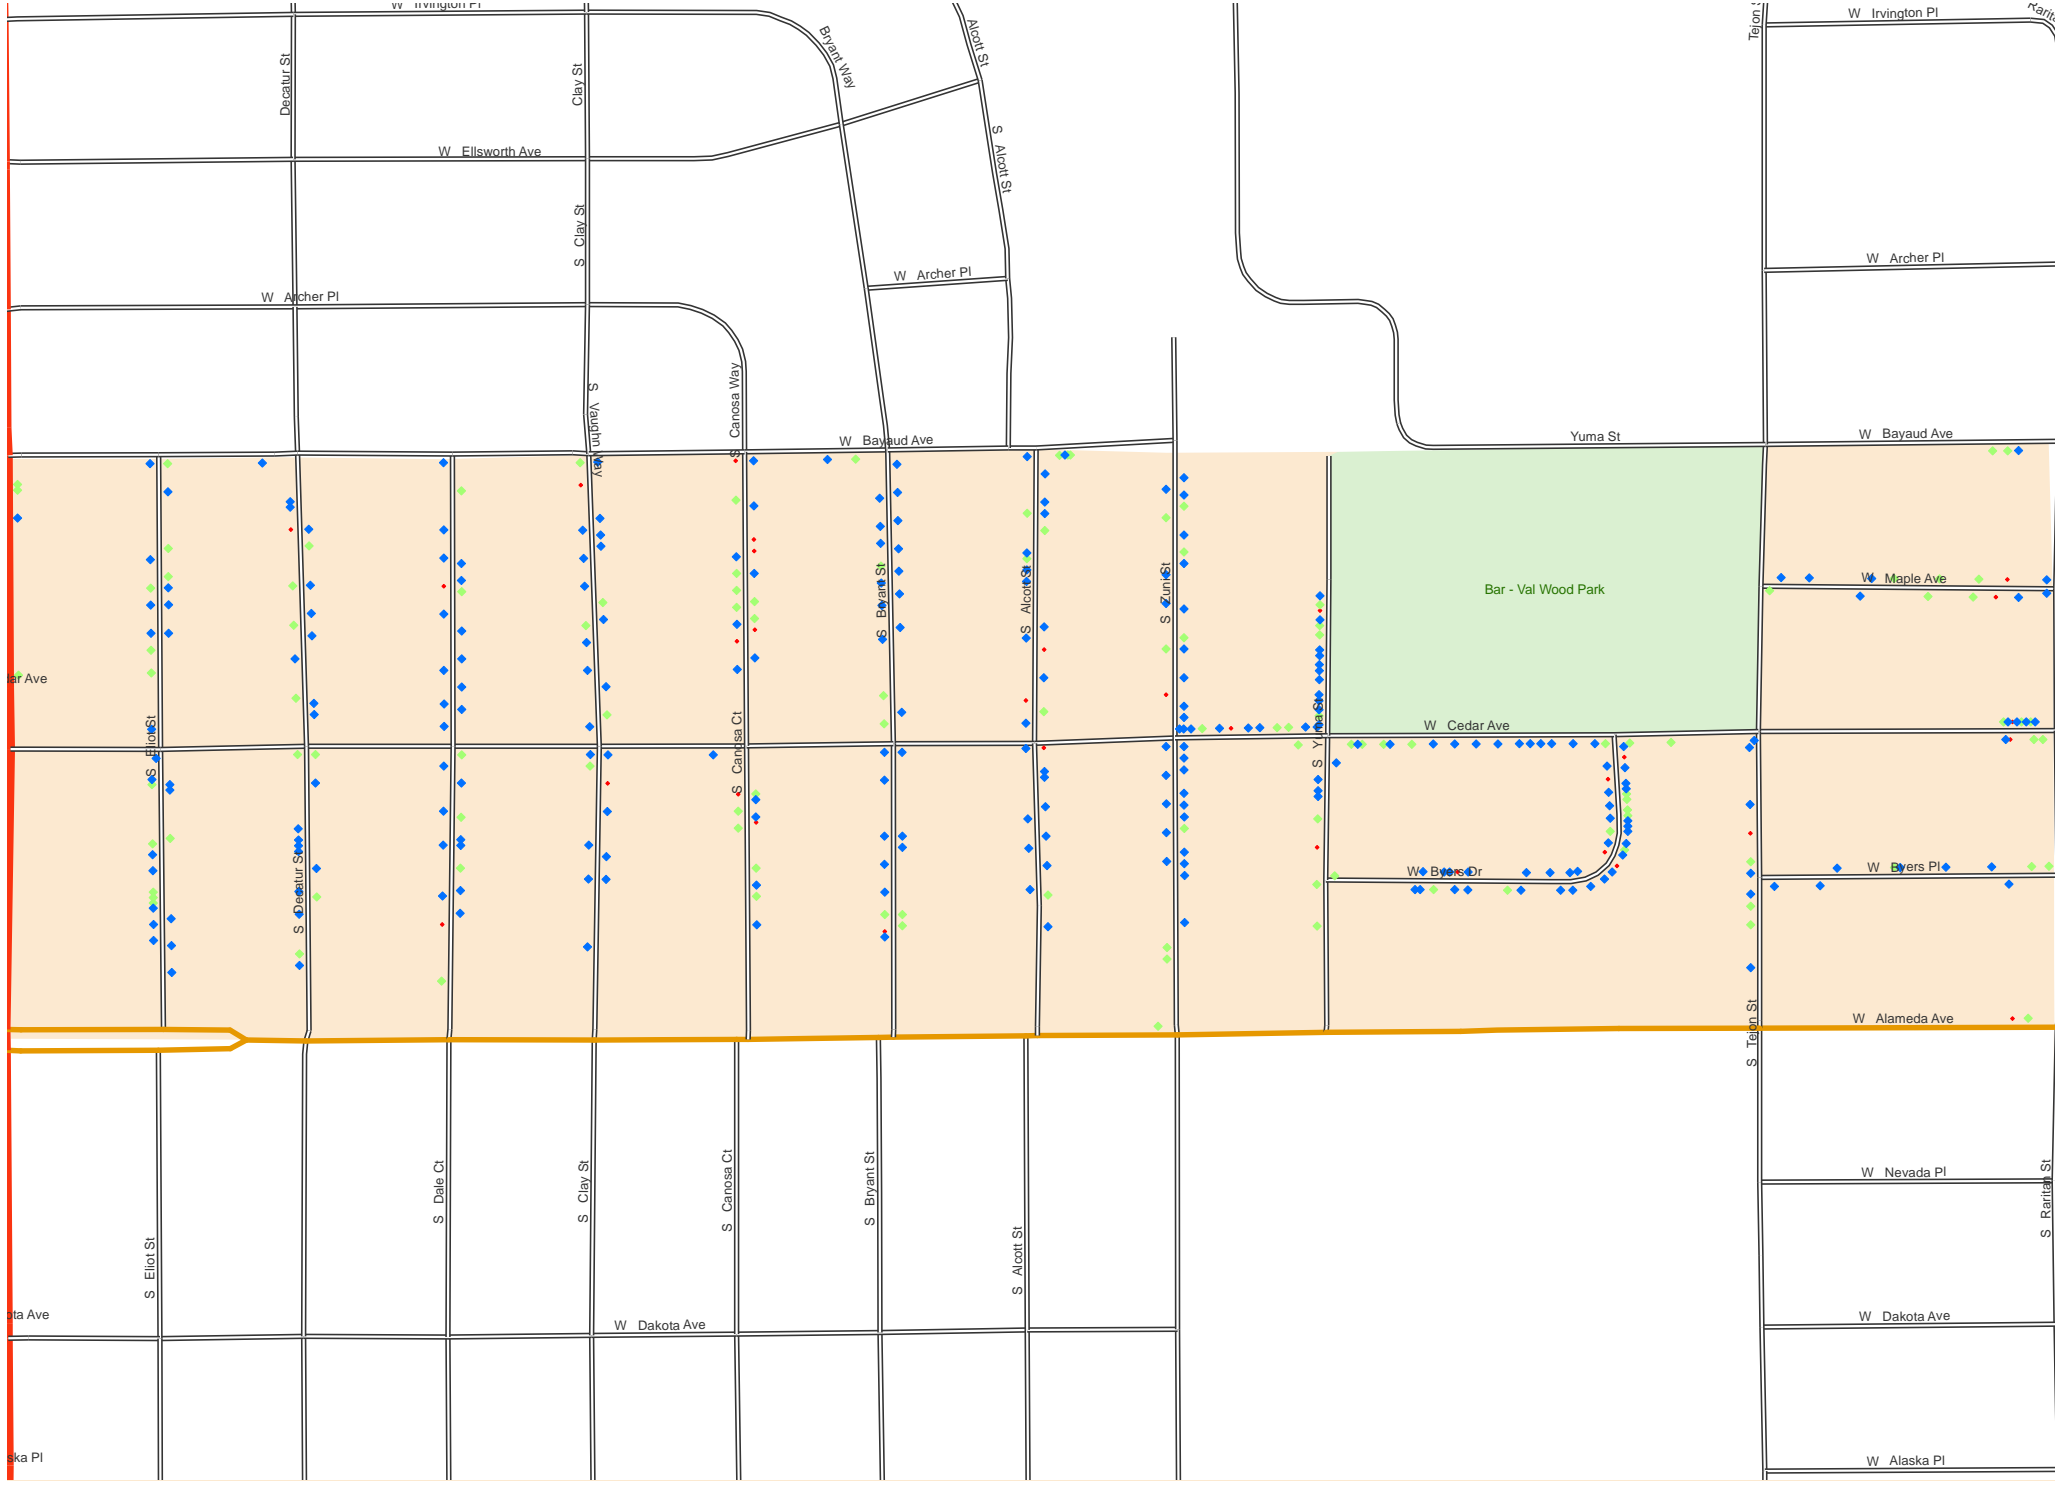 W Irvington Pl
W Irvington Pl
Decatur St
Clay St
Bryant Way
Alcott St
Tejon
W Ellsworth Ave
S Alcott St
S Clay St
W Archer Pl
W Archer Pl
W Archer Pl
S Vaughn Way
S Canosa Way
W Bayaud Ave
Yuma St
W Bayaud Ave
S Bryant St
S Alcott St
S Zuni St
Bar - Val Wood Park
W Maple Ave
S Eliot St
S Canosa Ct
S Yuma St
W Cedar Ave
S Decatur St
W Byers Dr
W Byers Pl
S Tejon St
W Alameda Ave
S Dale Ct
S Clay St
S Canosa Ct
S Bryant St
W Nevada Pl
S Raritan St
S Eliot St
S Alcott St
W Dakota Ave
W Dakota Ave
W Alaska Pl